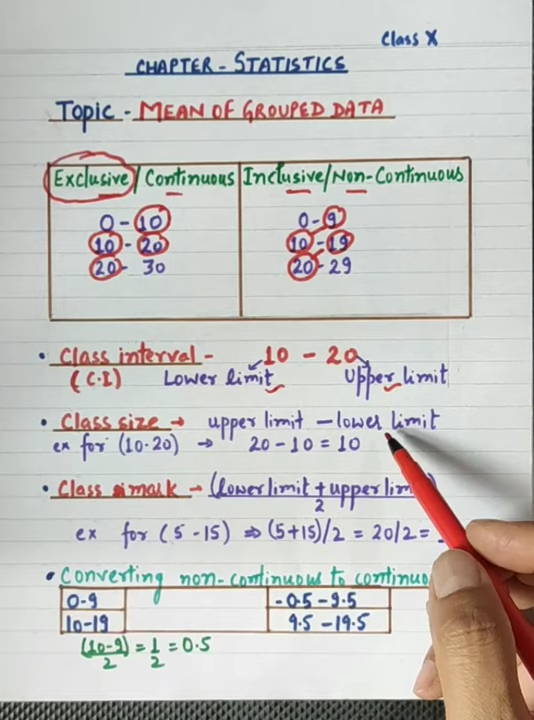 Class X
CHAPTER - STATISTICS
Topic - MEAN OF GROUPED DATA
Exclusive / Continuous
Inclusive/Non-Continuous
0 - 10
10 - 20
20 - 30
0 - 9
10 - 19
20 - 29
• Class interval - 10 - 20
(C.I) Lower limit Upper limit
• Class size → upper limit - lower limit
ex for (10-20) → 20 - 10 = 10
• Class mark - (lower limit + upper lim
2
ex for (5 - 15) ⇒ (5+15)/2 = 20/2 =
• Converting non-continuous to continuo
0-9 -0.5 - 9.5
10-19 9.5 - 19.5
(10-9)/2 = 1/2 = 0.5